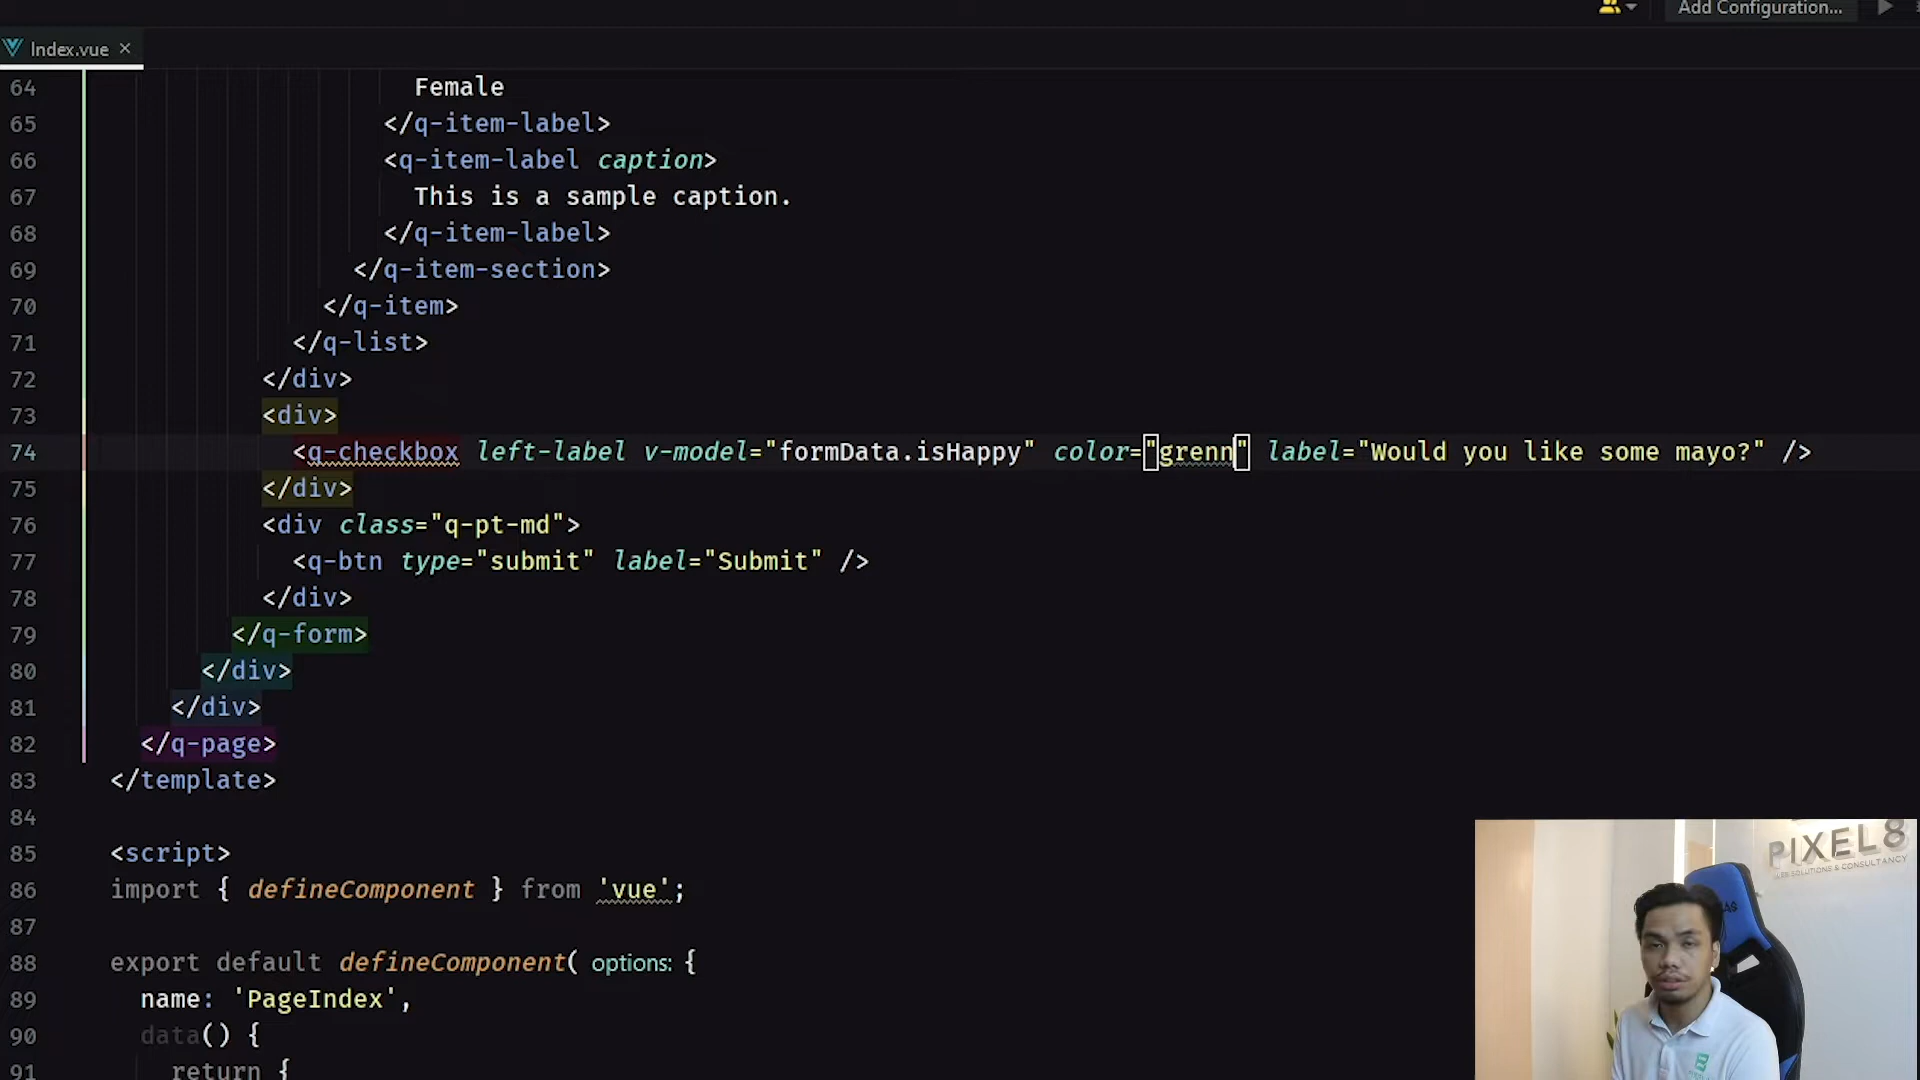 Add Configuration...
Index.vue ×
64 Female
65 </q-item-label>
66 <q-item-label caption>
67 This is a sample caption.
68 </q-item-label>
69 </q-item-section>
70 </q-item>
71 </q-list>
72 </div>
73 <div>
74 <q-checkbox left-label v-model="formData.isHappy" color="grenn" label="Would you like some mayo?" />
75 </div>
76 <div class="q-pt-md">
77 <q-btn type="submit" label="Submit" />
78 </div>
79 </q-form>
80 </div>
81 </div>
82 </q-page>
83 </template>
84
85 <script>
86 import { defineComponent } from 'vue';
87
88 export default defineComponent( options: {
89 name: 'PageIndex',
90 data() {
91 return {
PIXEL8
WEB SOLUTIONS & CONSULTANCY